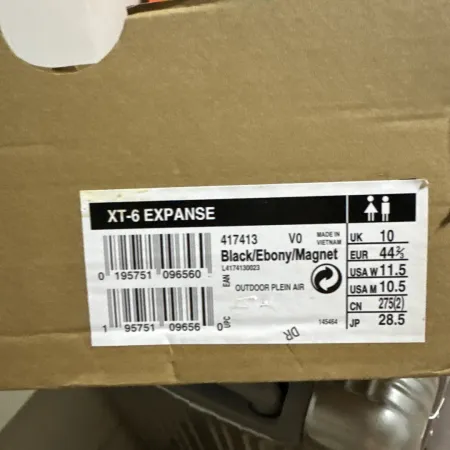 XT-6 EXPANSE
417413 V0 MADE IN VIETNAM
Black/Ebony/Magnet
L4174130023
0 195751 096560
EAN
OUTDOOR PLEIN AIR
1 95751 09656 0
UPC
DR
145464
UK 10
EUR 44⅔
USA W 11.5
USA M 10.5
CN 275(2)
JP 28.5